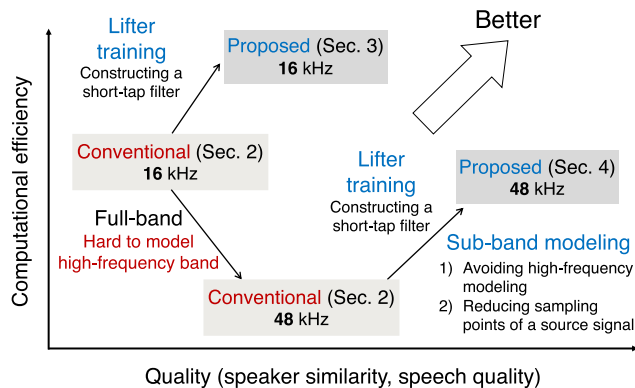 Better
Lifter
training
Constructing a
short-tap filter
Proposed (Sec. 3)
16 kHz
Conventional (Sec. 2)
16 kHz
Lifter
training
Constructing a
short-tap filter
Proposed (Sec. 4)
48 kHz
Full-band
Hard to model
high-frequency band
Sub-band modeling
1) Avoiding high-frequency
modeling
2) Reducing sampling
points of a source signal
Conventional (Sec. 2)
48 kHz
Computational efficiency
Quality (speaker similarity, speech quality)